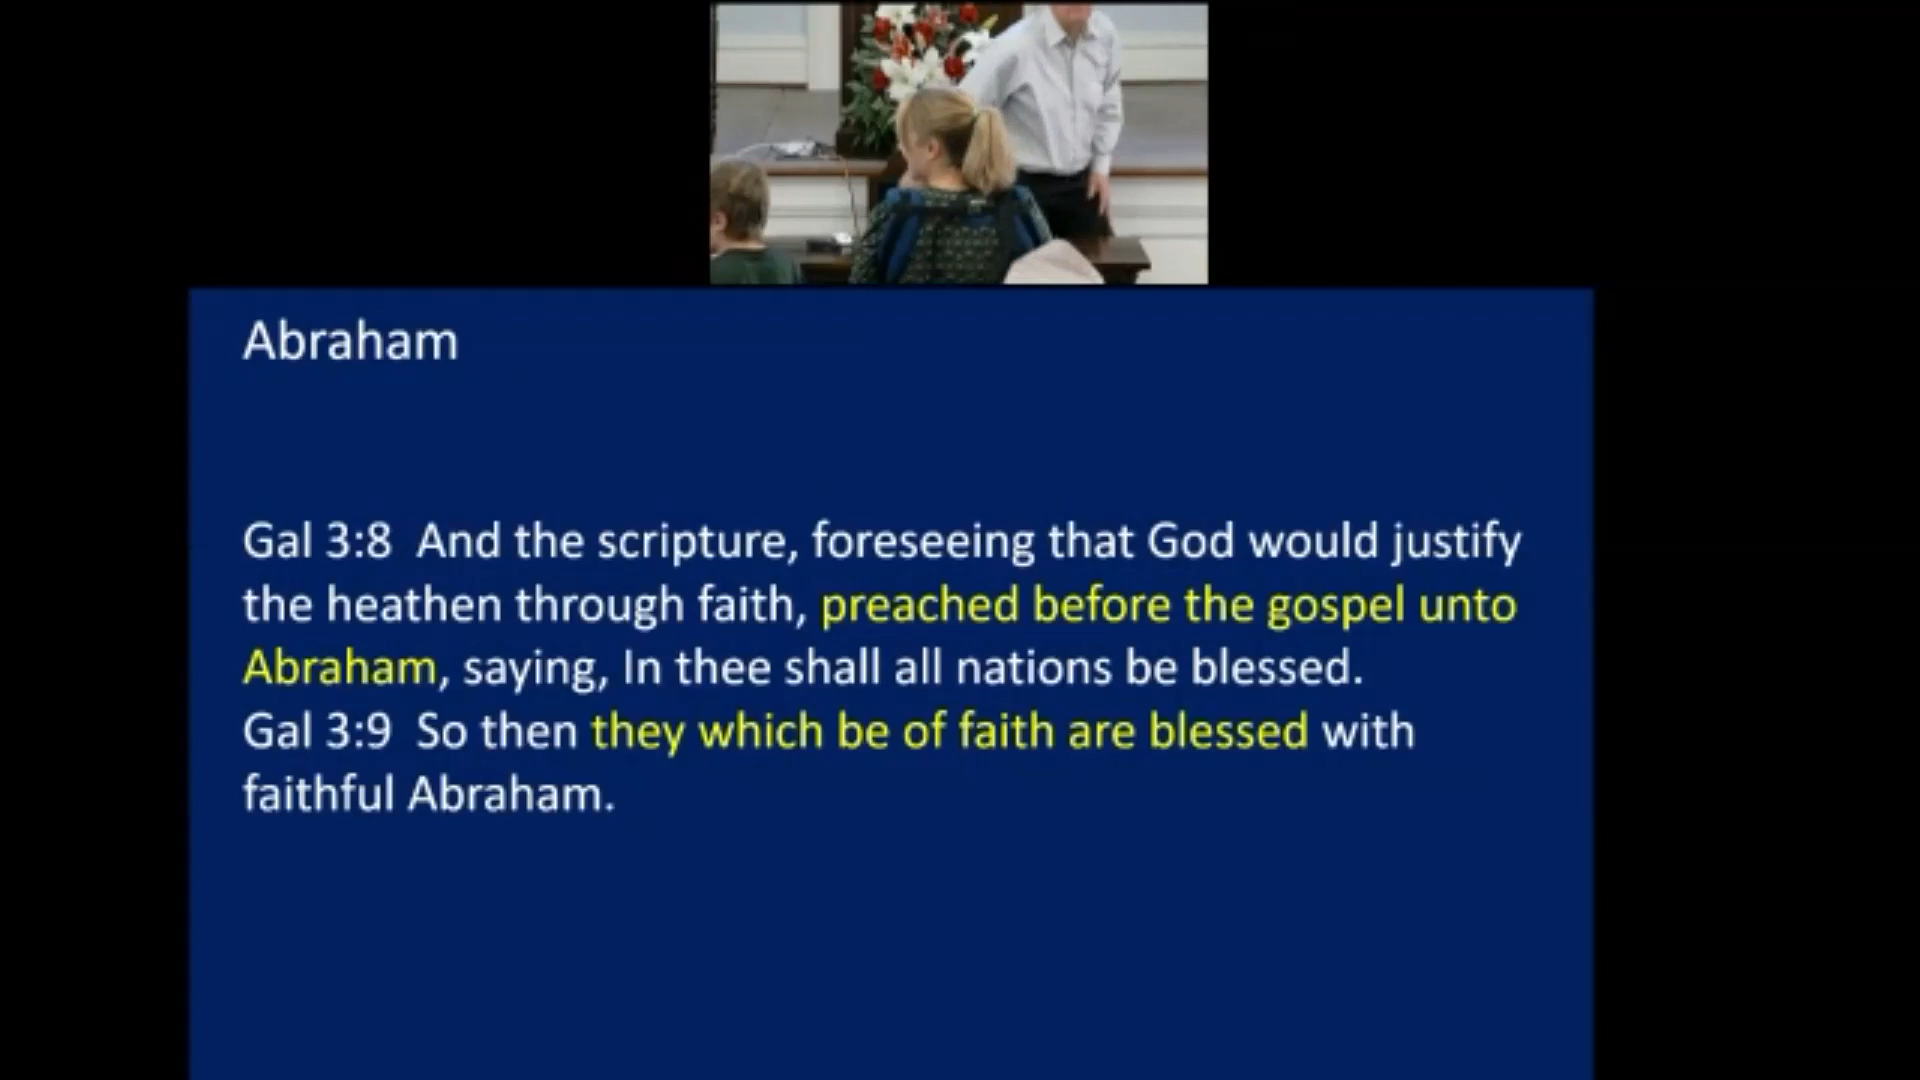 Abraham
Gal 3:8  And the scripture, foreseeing that God would justify
the heathen through faith, preached before the gospel unto
Abraham, saying, In thee shall all nations be blessed.
Gal 3:9  So then they which be of faith are blessed with
faithful Abraham.